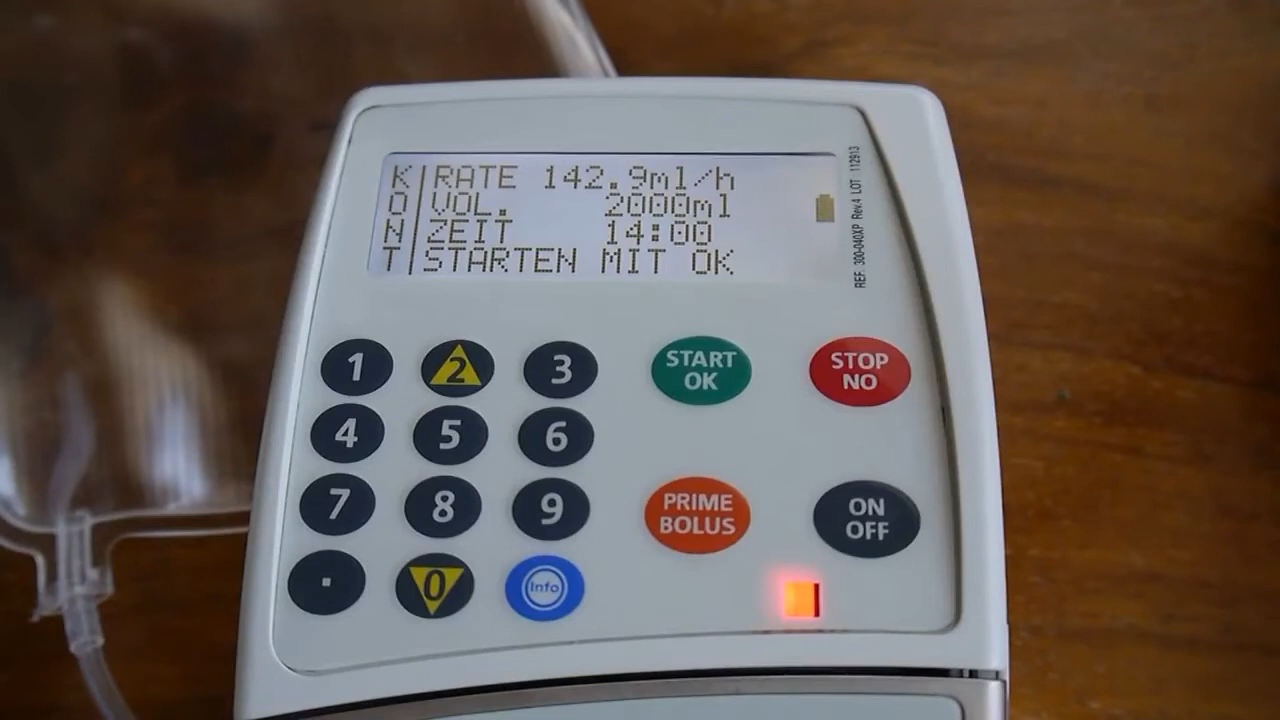 K|RATE 142.9ml/h
O|VOL. 2000ml
N|ZEIT 14:00
T|STARTEN MIT OK
REF. 300-040XP Rev.4 LOT 112913
1 2 3 START OK STOP NO
4 5 6
7 8 9 PRIME BOLUS ON OFF
. 0 Info